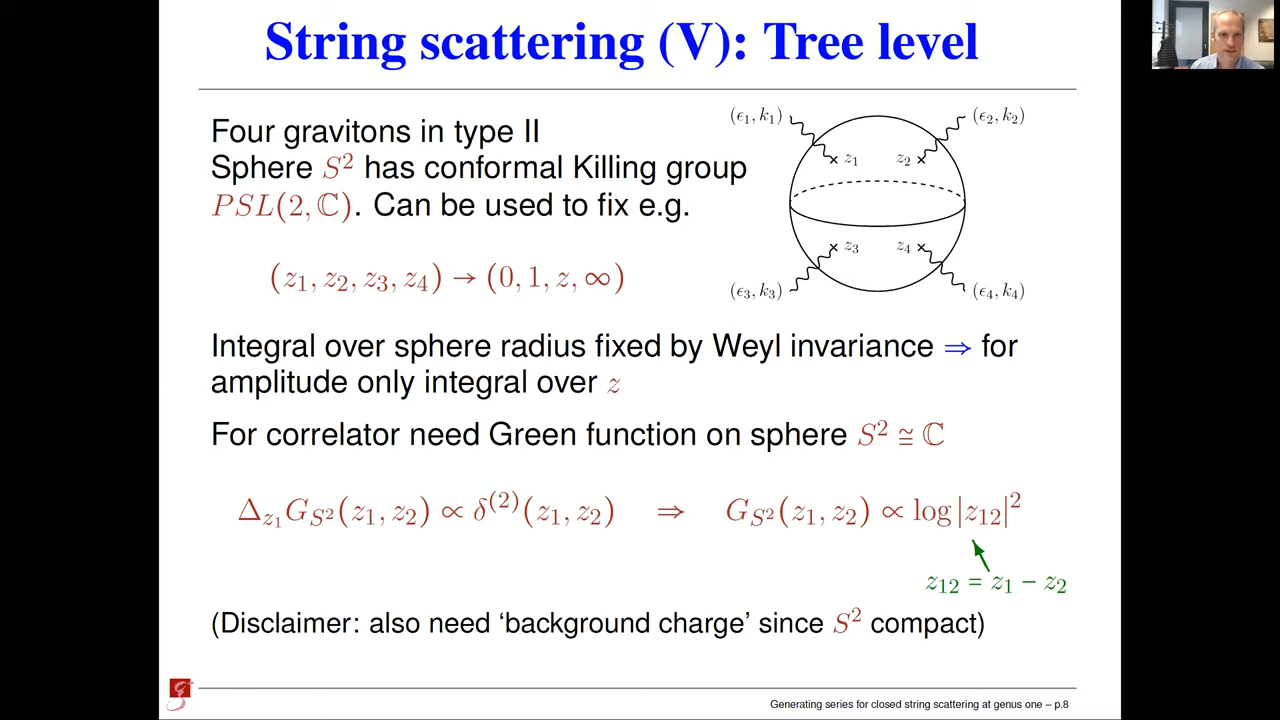 String scattering (V): Tree level
Four gravitons in type II
Sphere S² has conformal Killing group
PSL(2, ℂ). Can be used to fix e.g.
(z₁, z₂, z₃, z₄) → (0, 1, z, ∞)
(ϵ₁, k₁)
(ϵ₂, k₂)
z₁
z₂
z₃
z₄
(ϵ₃, k₃)
(ϵ₄, k₄)
Integral over sphere radius fixed by Weyl invariance ⇒ for
amplitude only integral over z
For correlator need Green function on sphere S² ≅ ℂ
Δ_{z₁}G_{S²}(z₁, z₂) ∝ δ⁽²⁾(z₁, z₂) ⇒ G_{S²}(z₁, z₂) ∝ log|z₁₂|²
z₁₂ = z₁ − z₂
(Disclaimer: also need ‘background charge’ since S² compact)
Generating series for closed string scattering at genus one – p.8